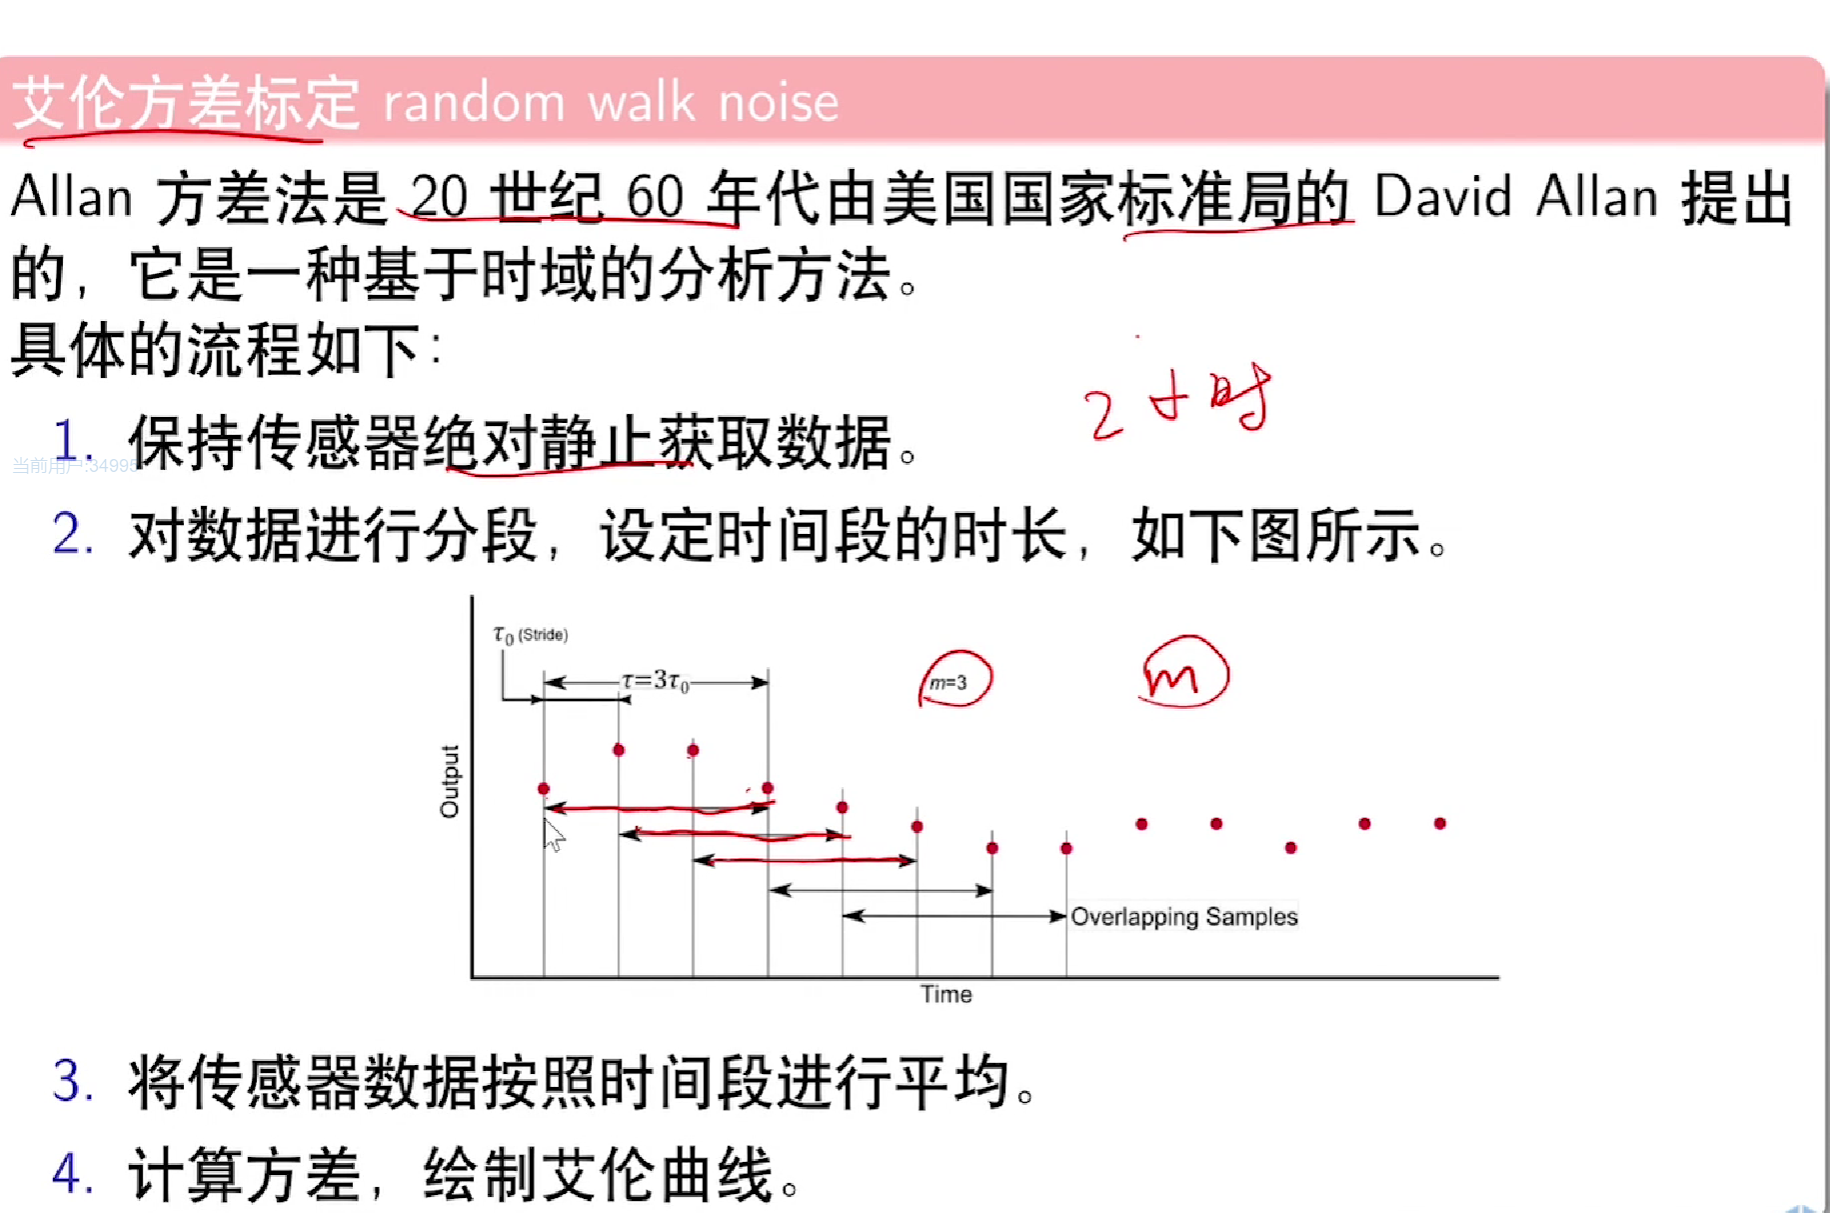 艾伦方差标定 random walk noise
Allan 方差法是 20 世纪 60 年代由美国国家标准局的 David Allan 提出
的，它是一种基于时域的分析方法。
具体的流程如下：
2小时
1. 保持传感器绝对静止获取数据。
当前用户:34995
2. 对数据进行分段，设定时间段的时长，如下图所示。
τ₀ (Stride)
τ=3τ₀
m=3
m
Output
Overlapping Samples
Time
3. 将传感器数据按照时间段进行平均。
4. 计算方差，绘制艾伦曲线。